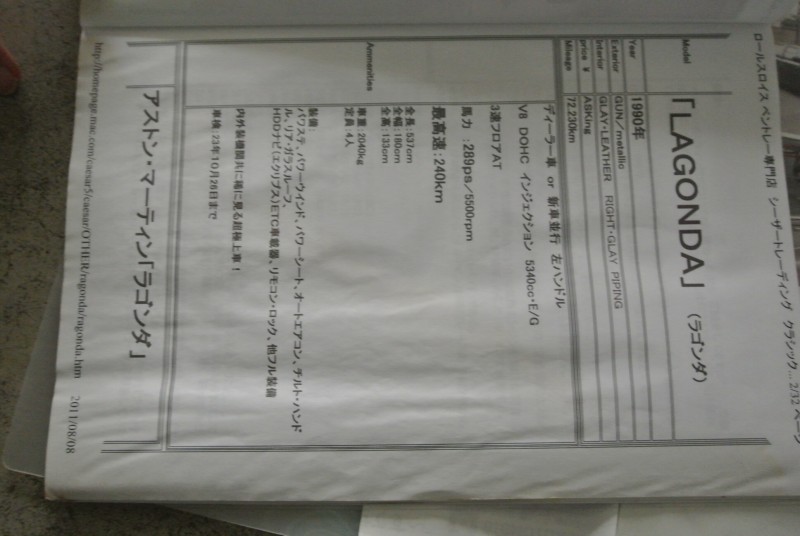 ロールスロイス ベントレー専門店 シーザートレーディング クラシック... 2/32 ページ
Model 「LAGONDA」 (ラゴンダ)
Year 1990年
Exterior GUN／metallic
Interior GLAY・LEATHER RIGHT・GLAY PIPING
price ¥ ASKing
Mileage 72,230km
ディーラー車 or 新車並行 左ハンドル
V8 DOHC インジェクション 5340cc・E/G
3速フロアAT
馬力：289ps／5500rpm
最高速：240km
Ammenities
全長：537cm
全幅：180cm
全高：133cm
車重 2040kg
定員：4人
装備：
パワステ、パワーウインド、パワーシート、オートエアコン、チルト・ハンド
ル、リア・ガラスルーフ、
HDDナビ（エクリプス）ETC車載器、リモコン・ロック、他フル装備
内外装機関共に稀に見る超極上車！
車検：23年10月26日まで
アストン・マーティン「ラゴンダ」
http://homepage.mac.com/caesar5/caesar/OTHER/ragonda/ragonda.htm 2011/08/08